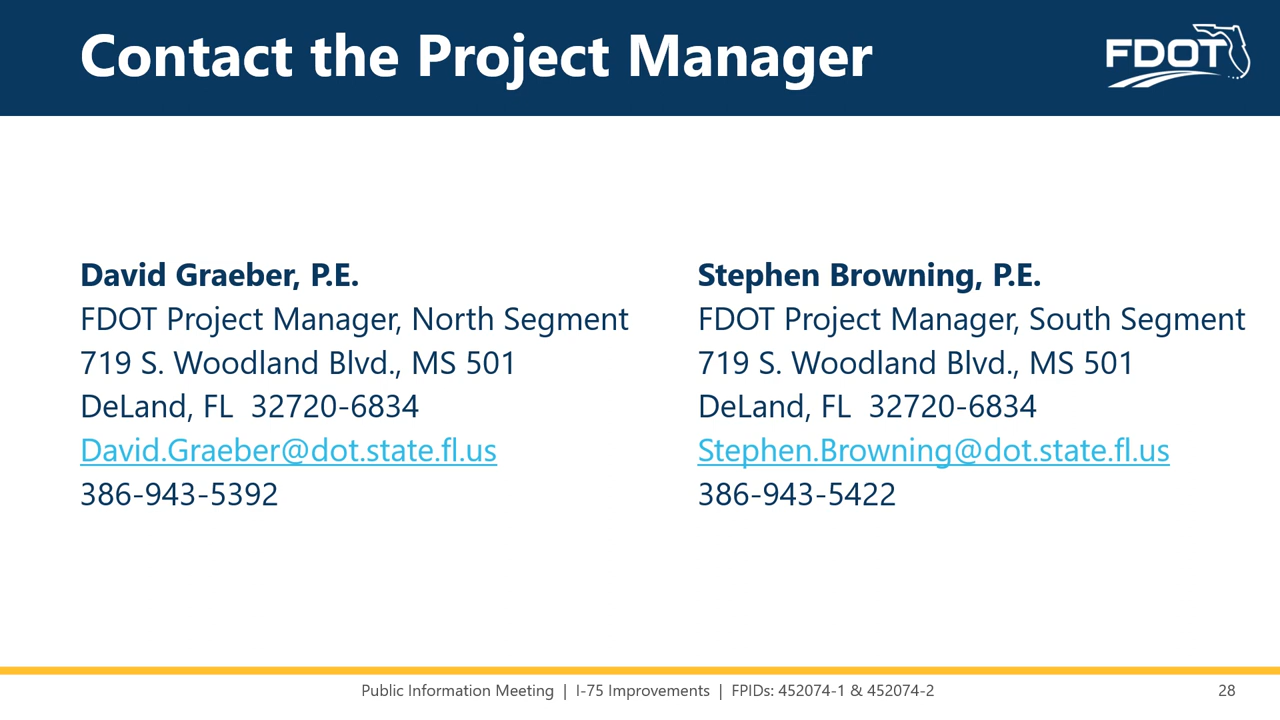 Contact the Project Manager
FDOT
David Graeber, P.E.
FDOT Project Manager, North Segment
719 S. Woodland Blvd., MS 501
DeLand, FL  32720-6834
David.Graeber@dot.state.fl.us
386-943-5392
Stephen Browning, P.E.
FDOT Project Manager, South Segment
719 S. Woodland Blvd., MS 501
DeLand, FL  32720-6834
Stephen.Browning@dot.state.fl.us
386-943-5422
Public Information Meeting | I-75 Improvements | FPIDs: 452074-1 & 452074-2
28